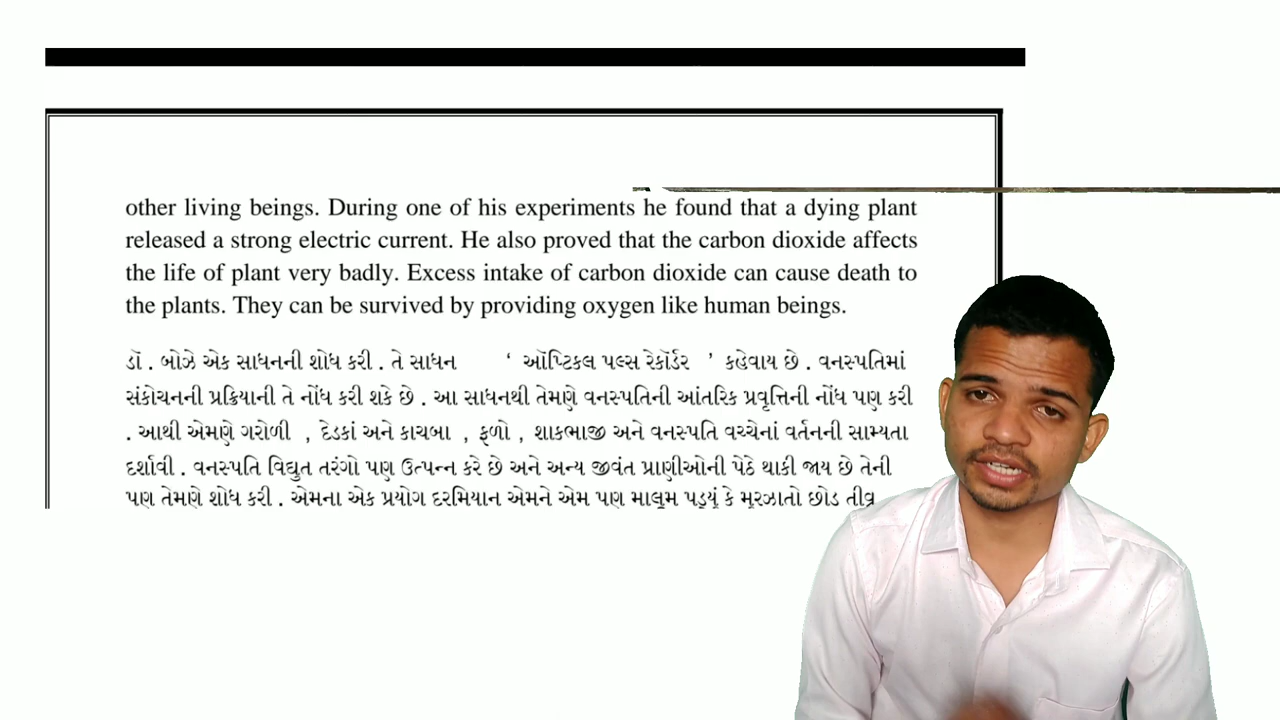 other living beings. During one of his experiments he found that a dying plant
released a strong electric current. He also proved that the carbon dioxide affects
the life of plant very badly. Excess intake of carbon dioxide can cause death to
the plants. They can be survived by providing oxygen like human beings.
ડૉ . બોઝે એક સાધનની શોધ કરી . તે સાધન ‘ ઑપ્ટિકલ પલ્સ રેકૉર્ડર ’ કહેવાય છે . વનસ્પતિમાં
સંકોચનની પ્રક્રિયાની તે નોંધ કરી શકે છે . આ સાધનથી તેમણે વનસ્પતિની આંતરિક પ્રવૃત્તિની નોંધ પણ કરી
. આથી એમણે ગરોળી , દેડકાં અને કાચબા , ફળો , શાકભાજી અને વનસ્પતિ વચ્ચેનાં વર્તનની સામ્યતા
દર્શાવી . વનસ્પતિ વિદ્યુત તરંગો પણ ઉત્પન્ન કરે છે અને અન્ય જીવંત પ્રાણીઓની પેઠે થાકી જાય છે તેની
પણ તેમણે શોધ કરી . એમના એક પ્રયોગ દરમિયાન એમને એમ પણ માલૂમ પડ્યું કે મૂરઝાતો છોડ તીવ્ર